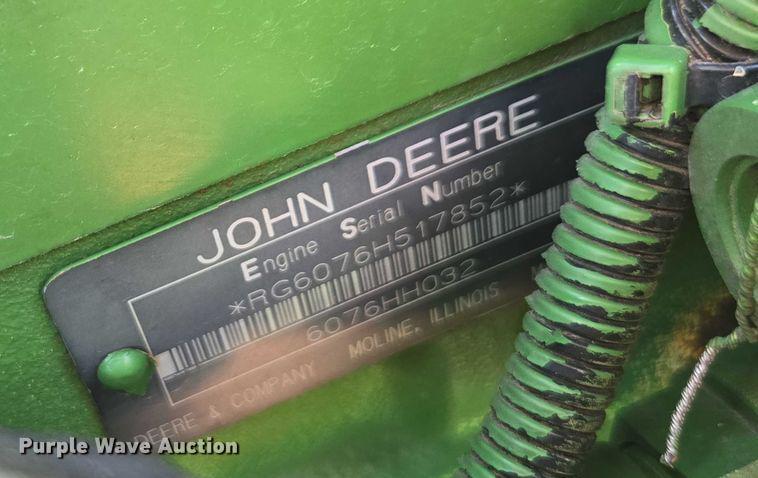 JOHN DEERE
Engine Serial Number
*RG6076H517852*
6076HH032
DEERE & COMPANY MOLINE, ILLINOIS
Purple Wave Auction